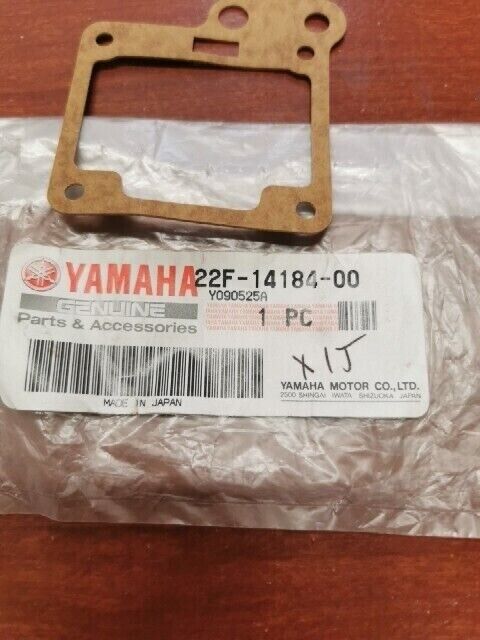 YAMAHA 22F-14184-00
GENUINE Y090525A
Parts & Accessories 1 PC
X1J
YAMAHA MOTOR CO., LTD.
2500 SHINGAI IWATA SHIZUOKA JAPAN
MADE IN JAPAN